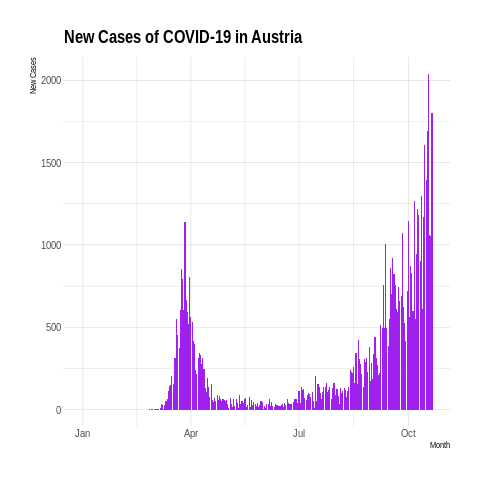 New Cases of COVID-19 in Austria
New Cases
2000
1500
1000
500
0
Jan Apr Jul Oct
Month